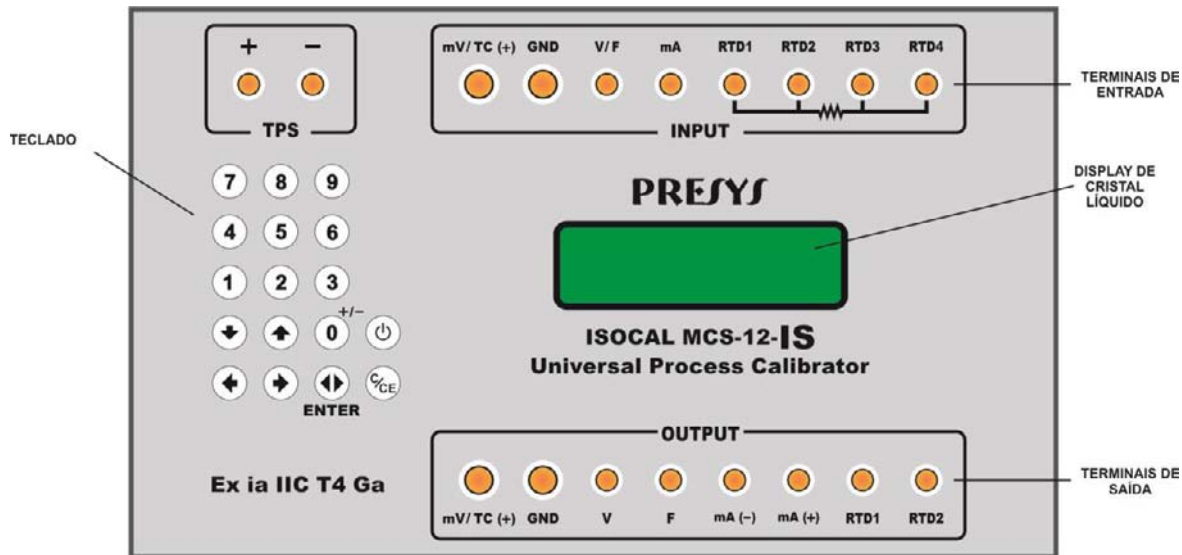 + −
TPS
mV/ TC (+) GND V/ F mA RTD1 RTD2 RTD3 RTD4
INPUT
TERMINAIS DE
ENTRADA
TECLADO
7 8 9
4 5 6
1 2 3
+/−
0
C/CE
ENTER
PRESYS
DISPLAY DE
CRISTAL
LÍQUIDO
ISOCAL MCS-12-IS
Universal Process Calibrator
Ex ia IIC T4 Ga
OUTPUT
mV/ TC (+) GND V F mA (−) mA (+) RTD1 RTD2
TERMINAIS DE
SAÍDA